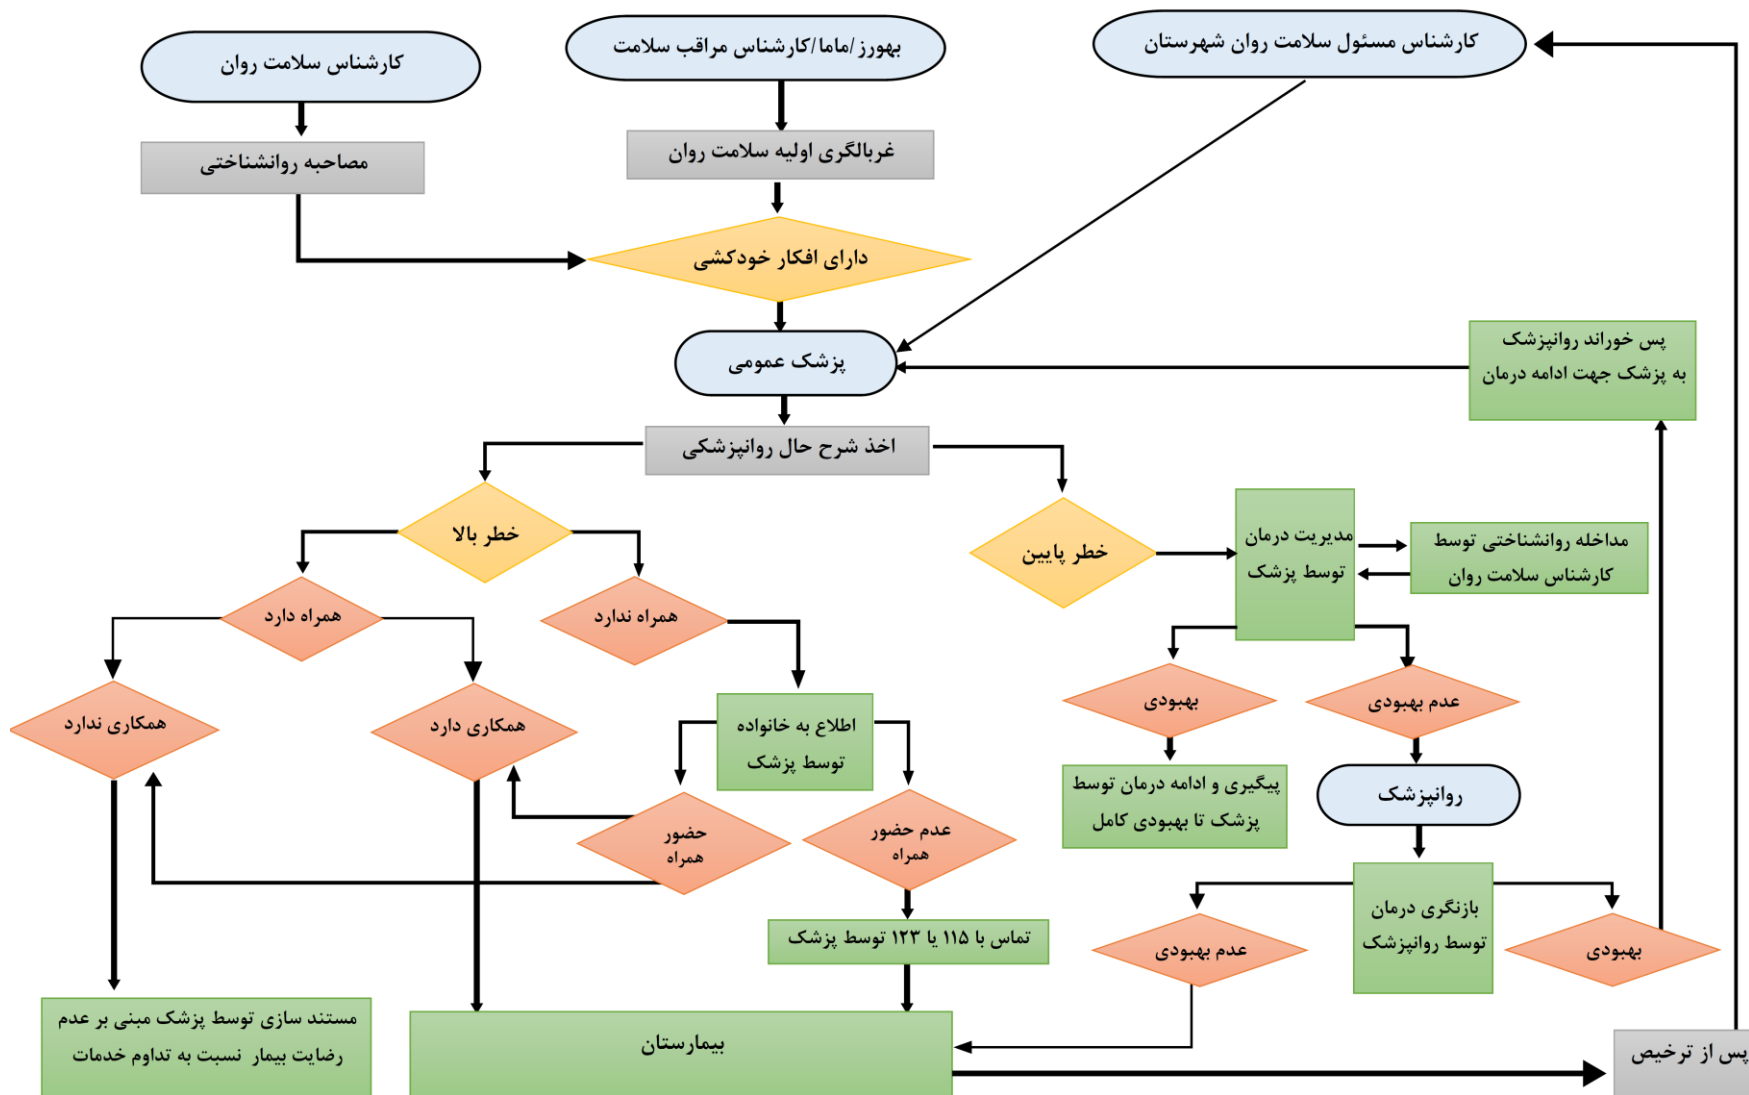 کارشناس مسئول سلامت روان شهرستان
بهورز/ماما/کارشناس مراقب سلامت
کارشناس سلامت روان
غربالگری اولیه سلامت روان
مصاحبه روانشناختی
دارای افکار خودکشی
پزشک عمومی
پس خوراند روانپزشک
به پزشک جهت ادامه درمان
اخذ شرح حال روانپزشکی
خطر بالا
خطر پایین
مدیریت درمان
توسط پزشک
مداخله روانشناختی توسط
کارشناس سلامت روان
همراه ندارد
همراه دارد
بهبودی
عدم بهبودی
همکاری دارد
همکاری ندارد
اطلاع به خانواده
توسط پزشک
پیگیری و ادامه درمان توسط
پزشک تا بهبودی کامل
روانپزشک
عدم حضور
همراه
حضور
همراه
بازنگری درمان
توسط روانپزشک
بهبودی
عدم بهبودی
تماس با ۱۱۵ یا ۱۲۳ توسط پزشک
پس از ترخیص
بیمارستان
مستند سازی توسط پزشک مبنی بر عدم
رضایت بیمار نسبت به تداوم خدمات